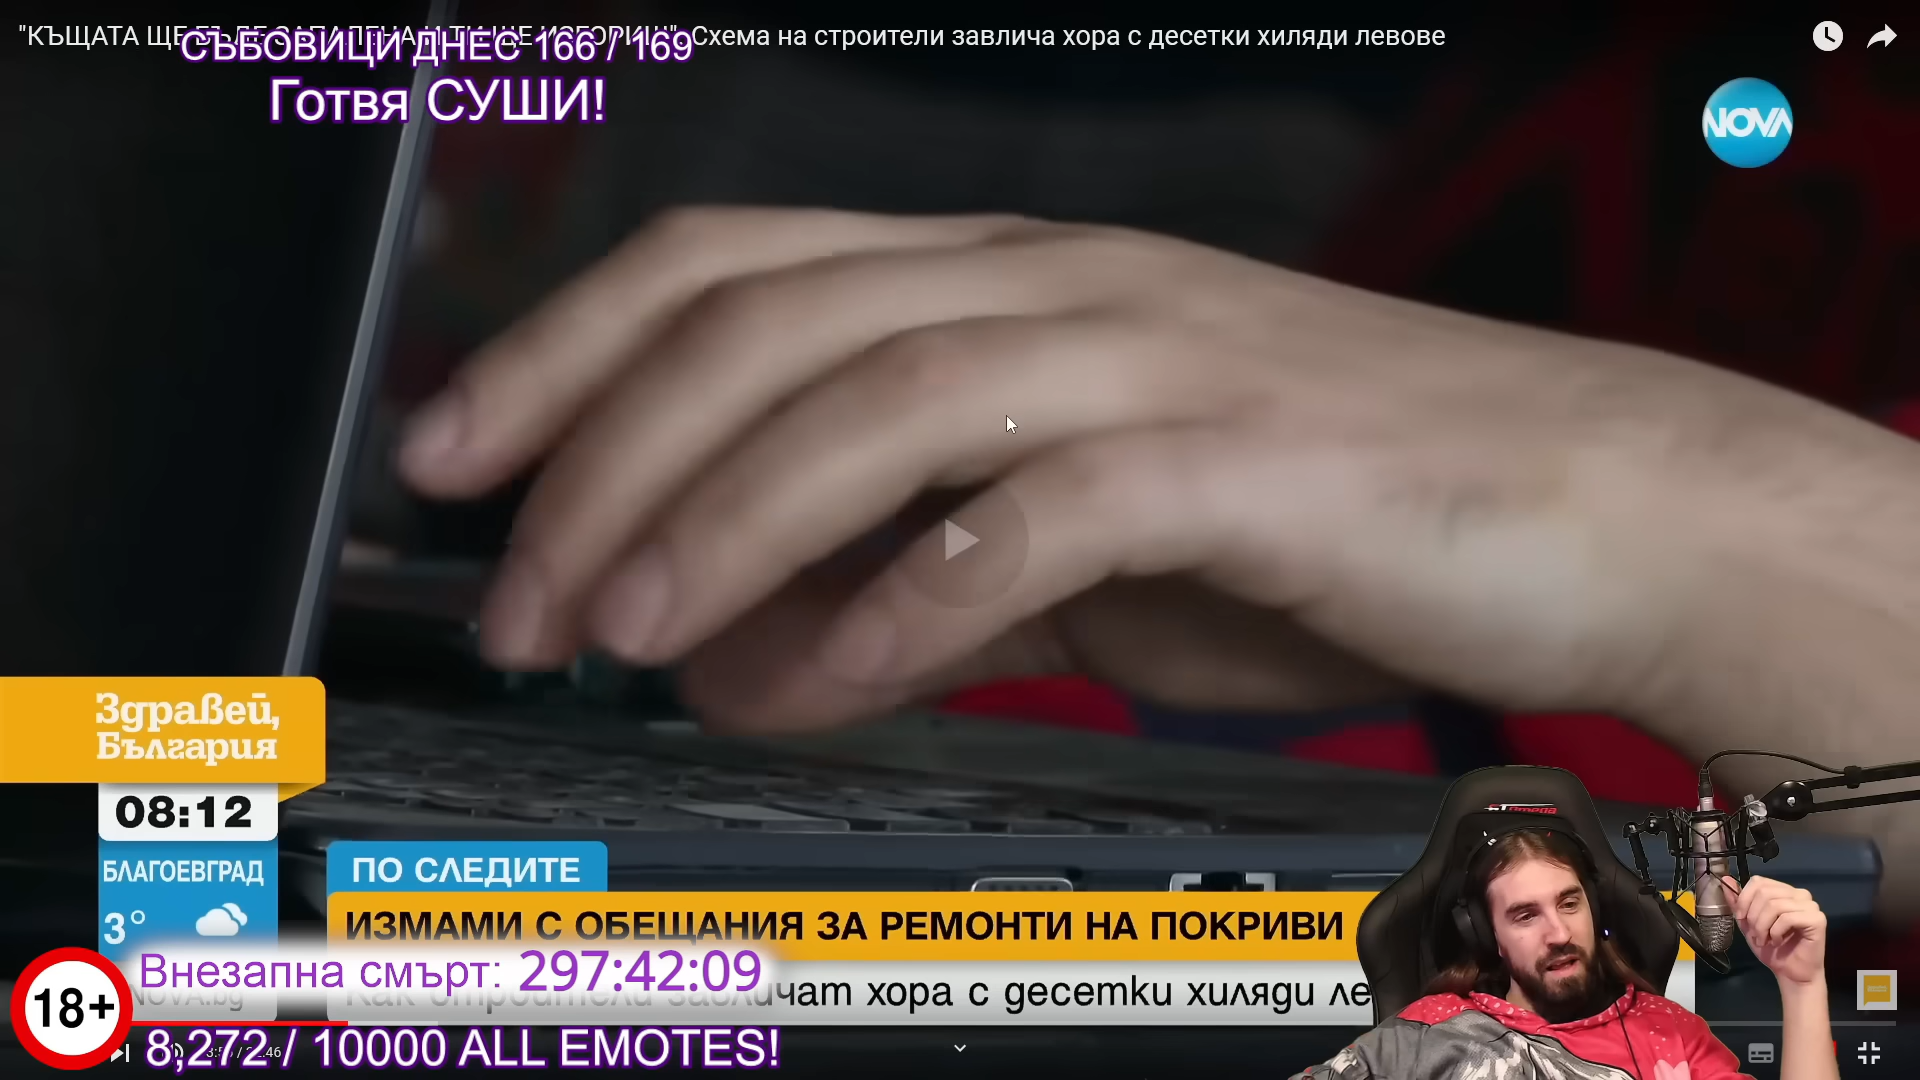 "КЪЩАТА ЩЕ Схема на строители завлича хора с десетки хиляди левове
СЪБОВИЦИ ДНЕС 166 / 169
Готвя СУШИ!
NOVA
Здравей,
България
08:12
БЛАГОЕВГРАД
3°
ПО СЛЕДИТЕ
ИЗМАМИ С ОБЕЩАНИЯ ЗА РЕМОНТИ НА ПОКРИВИ
Внезапна смърт: 297:42:09
хора с десетки хиляди
18+
8,272 / 10000 ALL EMOTES!